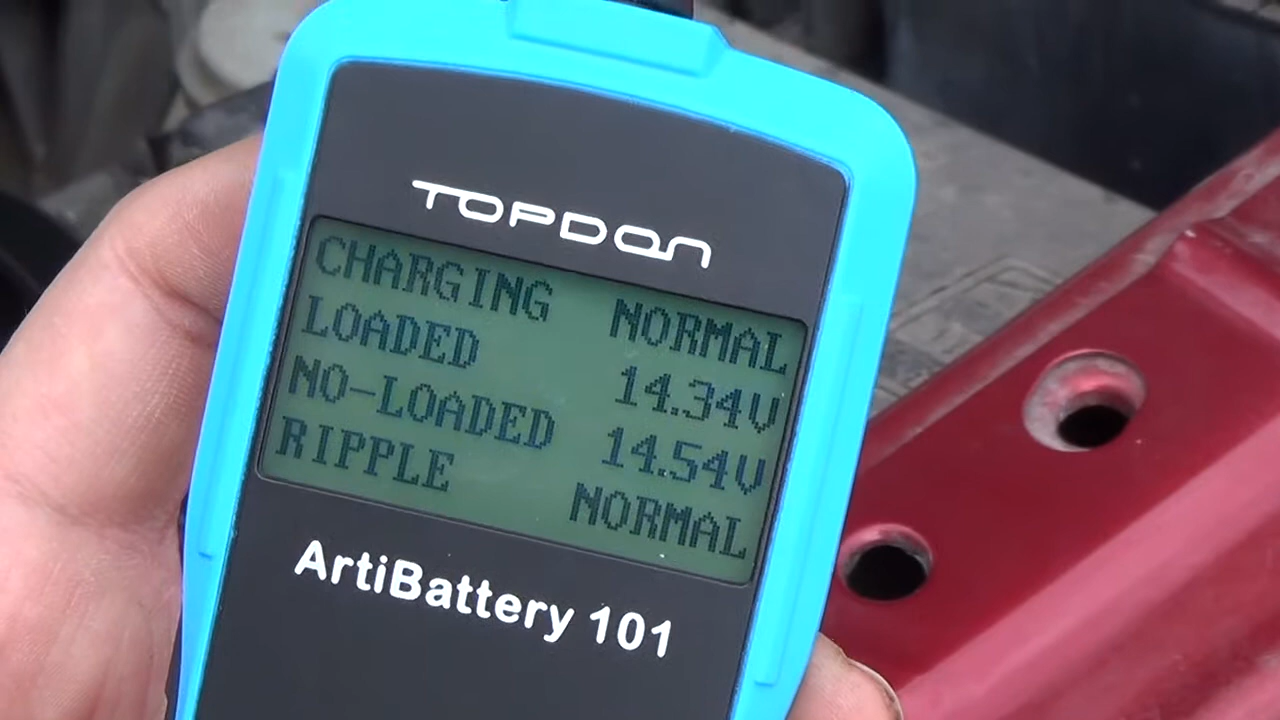 TOPDON
CHARGING NORMAL
LOADED 14.34V
NO-LOADED 14.54V
RIPPLE NORMAL
ArtiBattery 101